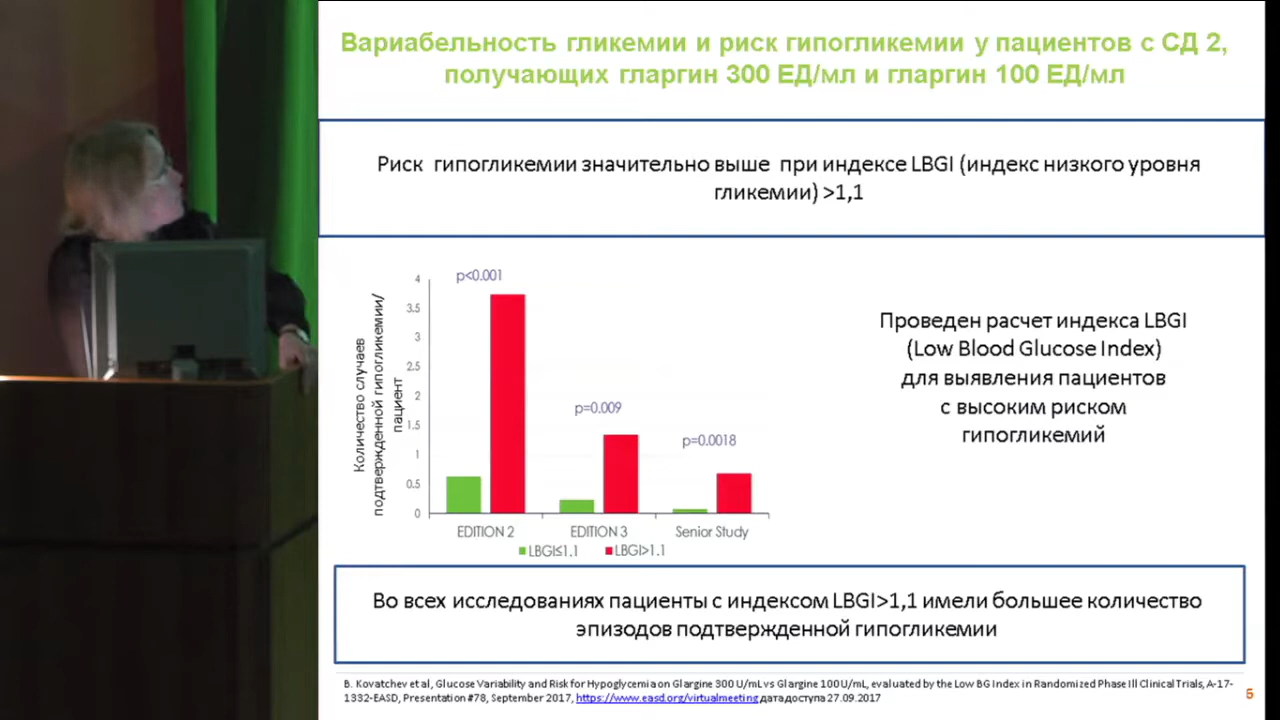 Вариабельность гликемии и риск гипогликемии у пациентов с СД 2,
получающих гларгин 300 ЕД/мл и гларгин 100 ЕД/мл
Риск гипогликемии значительно выше при индексе LBGI (индекс низкого уровня
гликемии) >1,1
Количество случаев
подтвержденной гипогликемии/
пациент
4
3.5
3
2.5
2
1.5
1
0.5
0
p<0.001
p=0.009
p=0.0018
EDITION 2
EDITION 3
Senior Study
LBGI≤1.1
LBGI>1.1
Проведен расчет индекса LBGI
(Low Blood Glucose Index)
для выявления пациентов
с высоким риском
гипогликемий
Во всех исследованиях пациенты с индексом LBGI>1,1 имели большее количество
эпизодов подтвержденной гипогликемии
B. Kovatchev et al, Glucose Variability and Risk for Hypoglycemia on Glargine 300 U/mL vs Glargine 100 U/mL, evaluated by the Low BG Index in Randomized Phase III Clinical Trials, A-17-
1332-EASD, Presentation #78, September 2017, https://www.easd.org/virtualmeeting дата доступа 27.09.2017
6